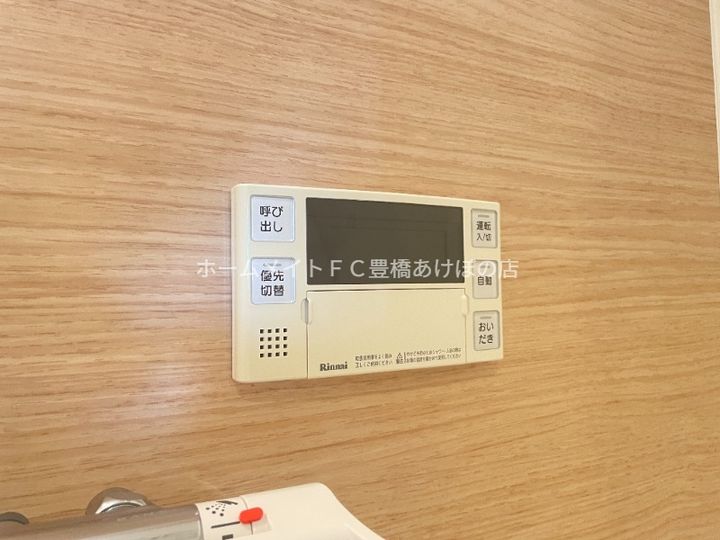 呼び
出し
運転
入/切
ホームメイトＦＣ豊橋あけぼの店
優先
切替
自動
おい
だき
Rinnai